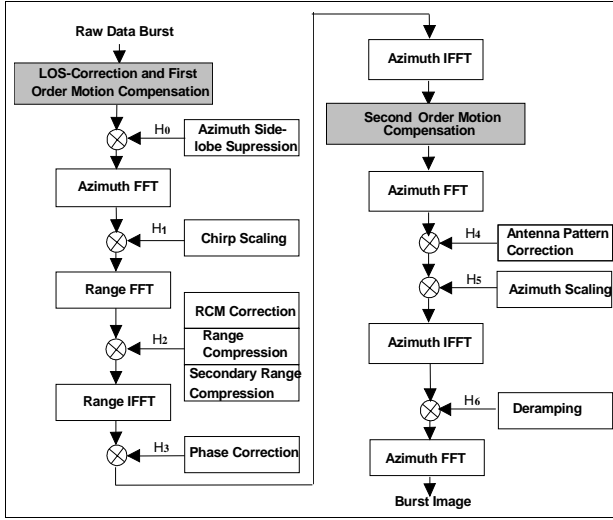 Raw Data Burst
LOS-Correction and First
Order Motion Compensation
H0
Azimuth Side-
lobe Supression
Azimuth FFT
H1
Chirp Scaling
Range FFT
RCM Correction
H2
Range
Compression
Secondary Range
Compression
Range IFFT
H3
Phase Correction
Azimuth IFFT
Second Order Motion
Compensation
Azimuth FFT
H4
Antenna Pattern
Correction
H5
Azimuth Scaling
Azimuth IFFT
H6
Deramping
Azimuth FFT
Burst Image